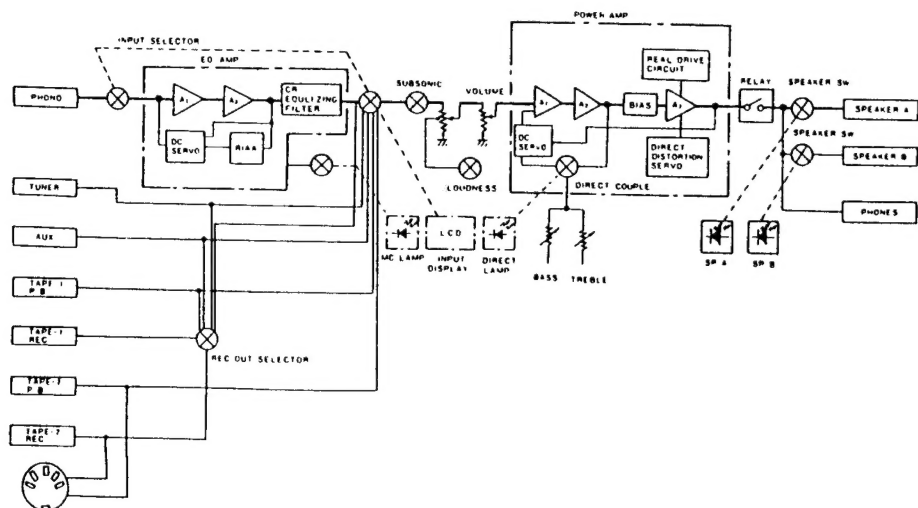 INPUT SELECTOR
EQ AMP
PHONO
A₁
A₂
CR
EQULIZING
FILTER
DC
SERVO
RIAA
SUBSONIC
VOLUME
LOUDNESS
POWER AMP
A₁
A₂
BIAS
A₃
REAL DRIVE
CIRCUIT
DC
SERVO
DIRECT
DISTORTION
SERVO
DIRECT COUPLE
RELAY
SPEAKER SW
SPEAKER A
SPEAKER SW
SPEAKER B
PHONES
TUNER
AUX
TAPE-1
P.B
TAPE-1
REC
REC OUT SELECTOR
TAPE-2
P.B
TAPE-2
REC
MC LAMP
LCD
INPUT
DISPLAY
DIRECT
LAMP
BASS
TREBLE
SP A
SP B